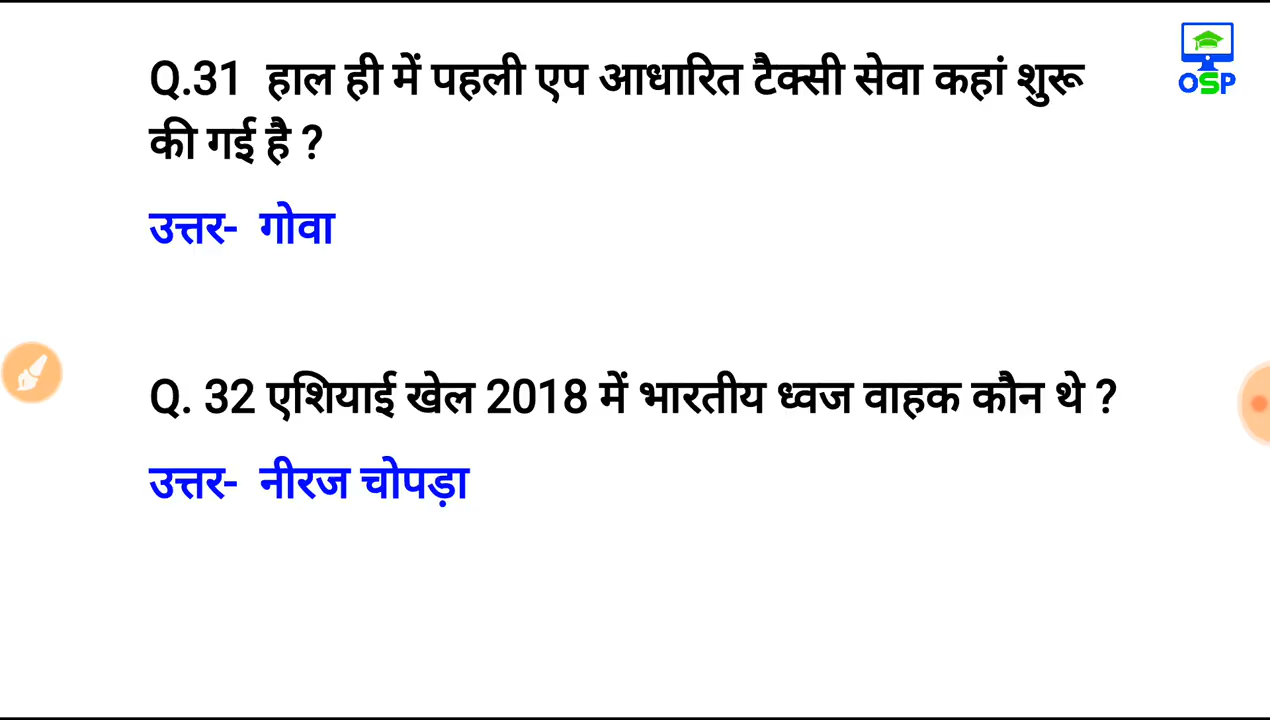 OSP
Q.31 हाल ही में पहली एप आधारित टैक्सी सेवा कहां शुरू
की गई है ?
उत्तर- गोवा
Q. 32 एशियाई खेल 2018 में भारतीय ध्वज वाहक कौन थे ?
उत्तर- नीरज चोपड़ा